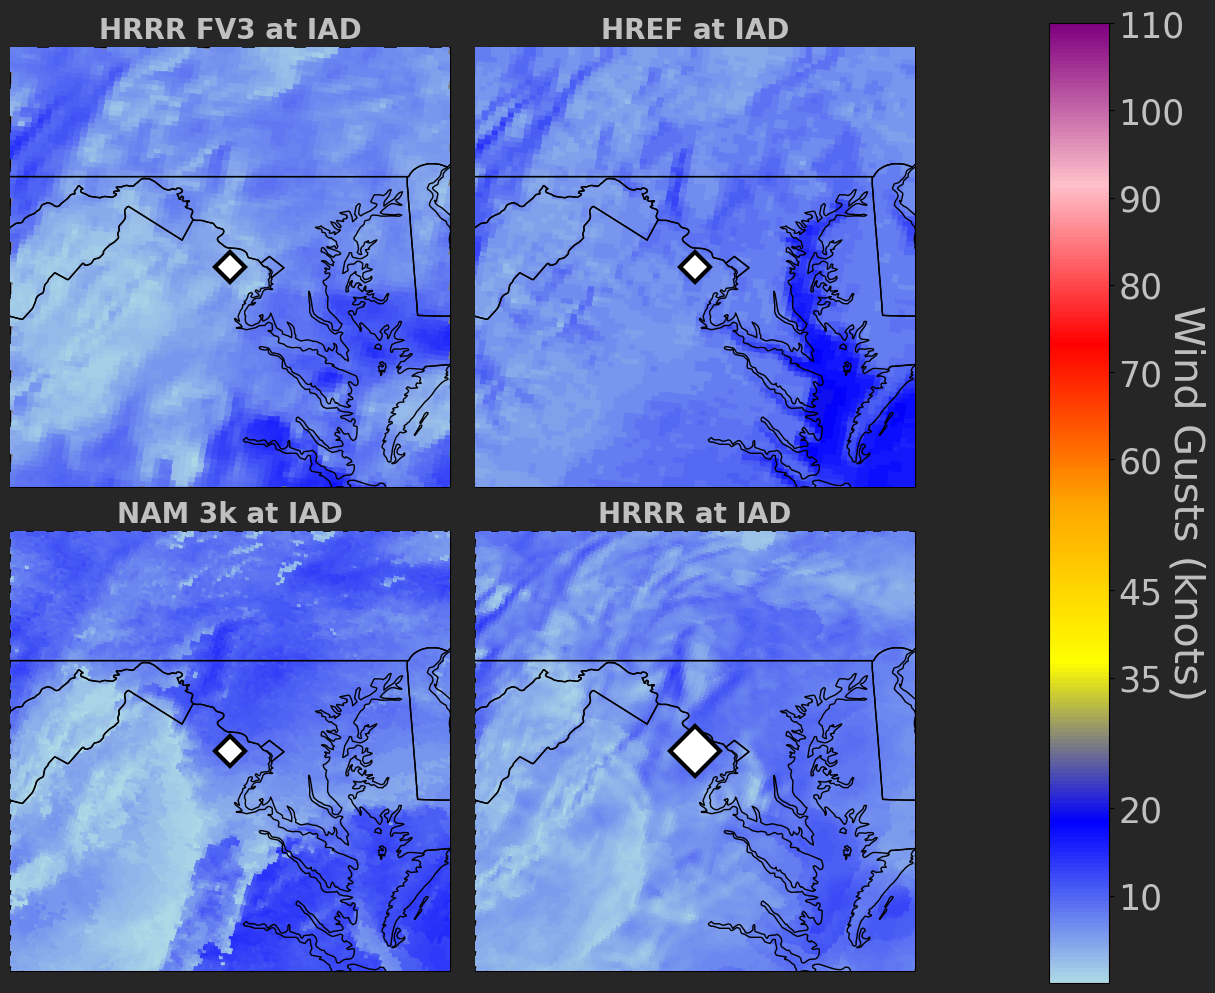 HRRR FV3 at IAD
HREF at IAD
NAM 3k at IAD
HRRR at IAD
110
100
90
80
70
60
45
35
20
10
Wind Gusts (knots)